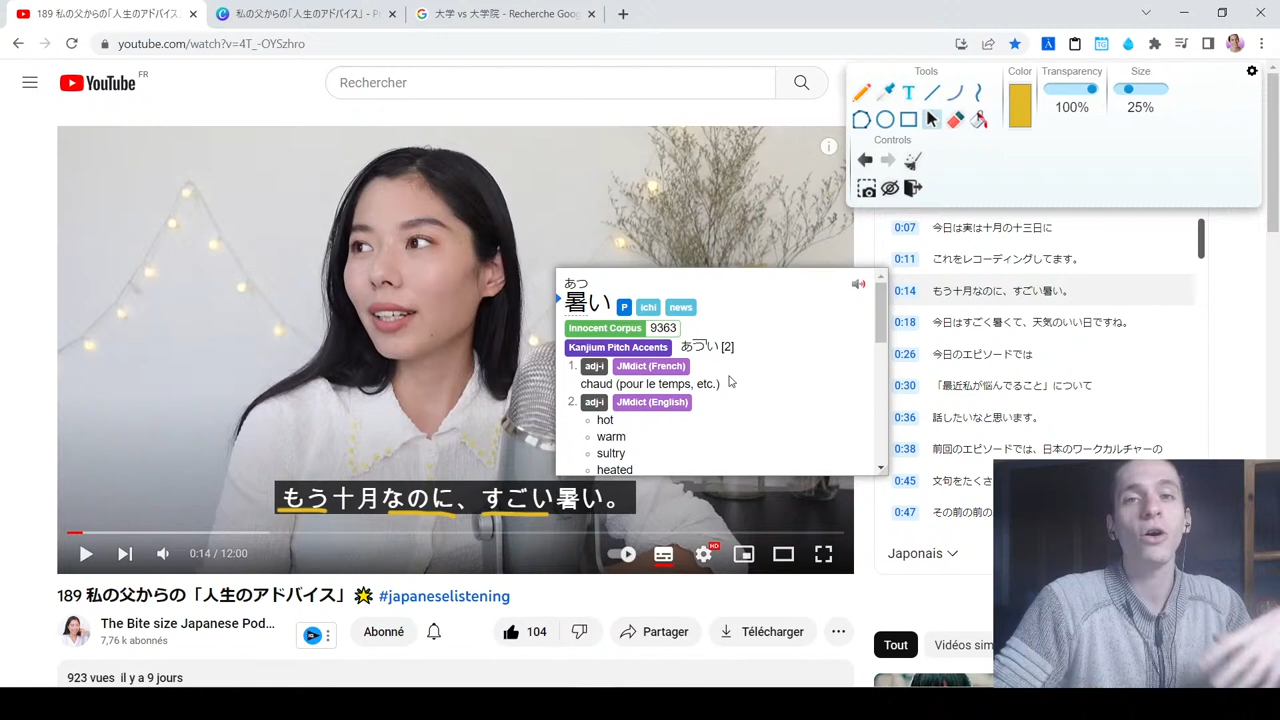 189 私の父からの「人生のアドバイス」
私の父からの「人生のアドバイス」 - P
大学 vs 大学院 - Recherche Goog
youtube.com/watch?v=4T_-OYSzhro
YouTube FR
Rechercher
Tools
Color
Transparency
Size
100%
25%
Controls
0:07 今日は実は十月の十三日に
0:11 これをレコーディングしてます。
0:14 もう十月なのに、すごい暑い。
0:18 今日はすごく暑くて、天気のいい日ですね。
0:26 今日のエピソードでは
0:30 「最近私が悩んでること」について
0:36 話したいなと思います。
0:38 前回のエピソードでは、日本のワークカルチャーの
0:45 文句をたくさ
0:47 その前の前の
Japonais
あつ
暑い P ichi news
Innocent Corpus 9363
Kanjium Pitch Accents あつい [2]
1. adj-i JMdict (French)
chaud (pour le temps, etc.)
2. adj-i JMdict (English)
hot
warm
sultry
heated
もう十月なのに、すごい暑い。
0:14 / 12:00
HD
189 私の父からの「人生のアドバイス」 🌟 #japaneselistening
The Bite size Japanese Pod...
7,76 k abonnés
Abonné
104
Partager
Télécharger
Tout
Vidéos sim
923 vues il y a 9 jours